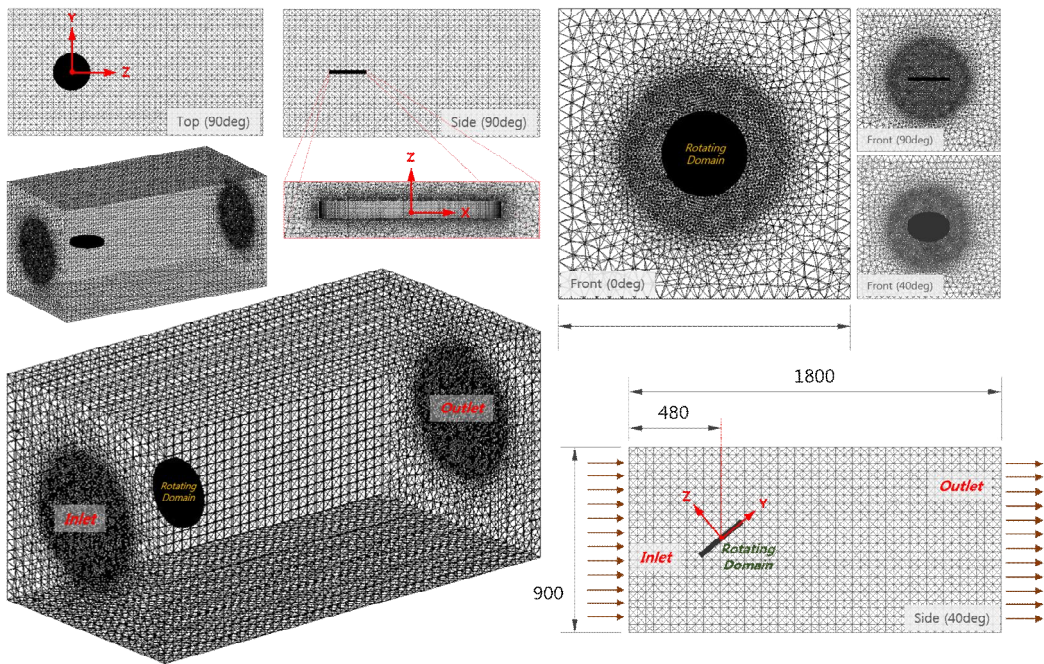 Y
Z
Top (90deg)
Side (90deg)
Z
X
Rotating
Domain
Front (0deg)
Front (90deg)
Front (40deg)
Inlet
Rotating
Domain
Outlet
1800
480
900
Z
Y
Inlet
Rotating
Domain
Outlet
Side (40deg)